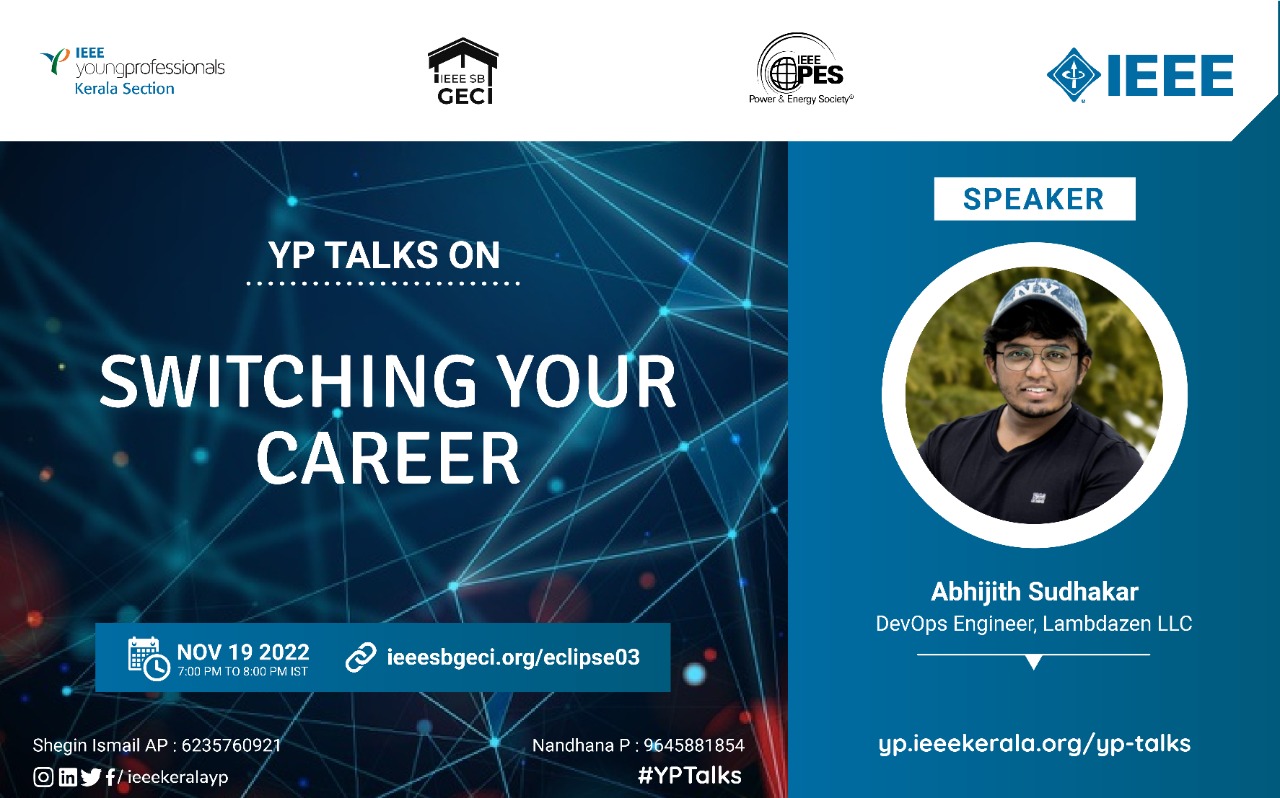 IEEE
youngprofessionals
Kerala Section
IEEE SB
GECI
IEEE
PES
Power & Energy Society®
IEEE
YP TALKS ON
SWITCHING YOUR
CAREER
NOV 19 2022
7:00 PM TO 8:00 PM IST
ieeesbgeci.org/eclipse03
Shegin Ismail AP : 6235760921
/ ieeekeralayp
Nandhana P : 9645881854
#YPTalks
SPEAKER
NY
Abhijith Sudhakar
DevOps Engineer, Lambdazen LLC
yp.ieeekerala.org/yp-talks